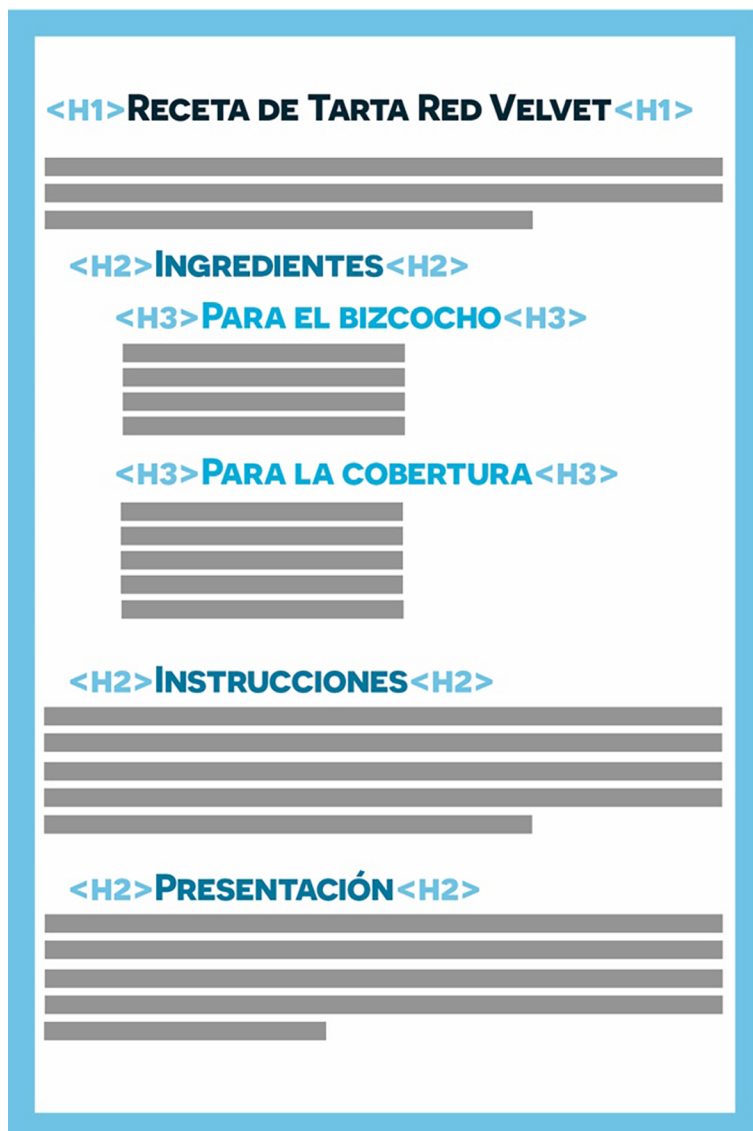 <H1>Receta de Tarta Red Velvet<H1>
<H2>Ingredientes<H2>
<H3>Para el bizcocho<H3>
<H3>Para la cobertura<H3>
<H2>Instrucciones<H2>
<H2>Presentación<H2>